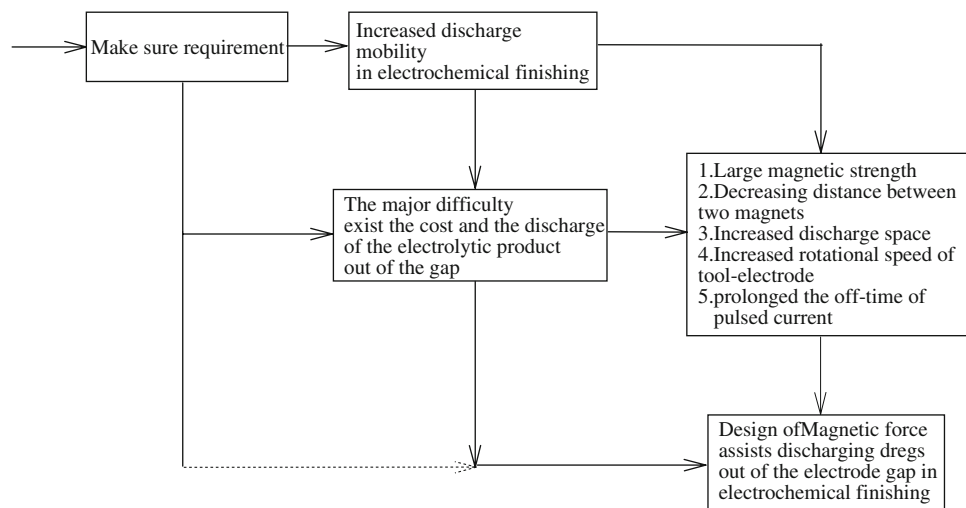 Make sure requirement
Increased discharge
mobility
in electrochemical finishing
The major difficulty
exist the cost and the discharge
of the electrolytic product
out of the gap
1.Large magnetic strength
2.Decreasing distance between
two magnets
3.Increased discharge space
4.Increased rotational speed of
tool-electrode
5.prolonged the off-time of
pulsed current
Design ofMagnetic force
assists discharging dregs
out of the electrode gap in
electrochemical finishing